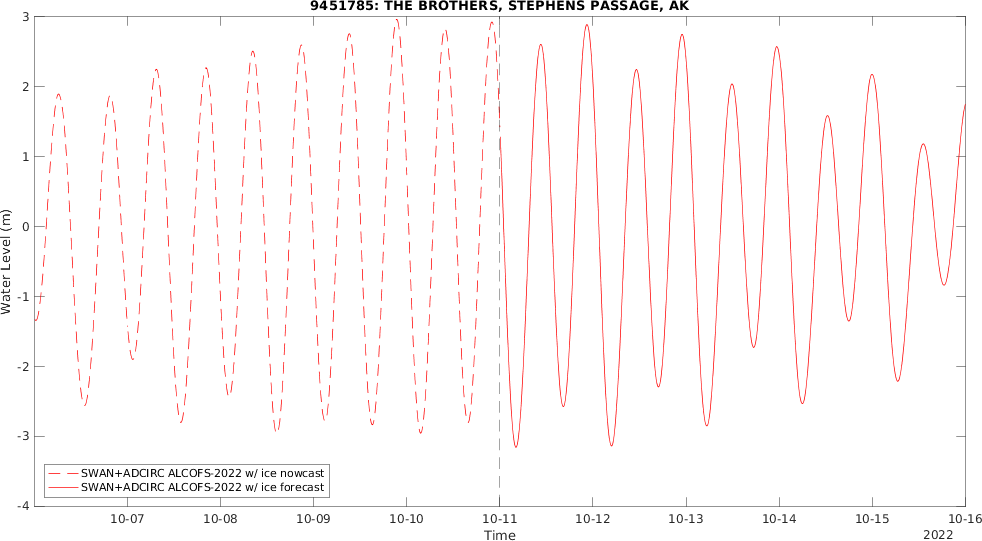 9451785: THE BROTHERS, STEPHENS PASSAGE, AK
3
2
1
0
-1
-2
-3
-4
Water Level (m)
SWAN+ADCIRC ALCOFS-2022 w/ ice nowcast
SWAN+ADCIRC ALCOFS-2022 w/ ice forecast
10-07 10-08 10-09 10-10 10-11 10-12 10-13 10-14 10-15 10-16
Time
2022